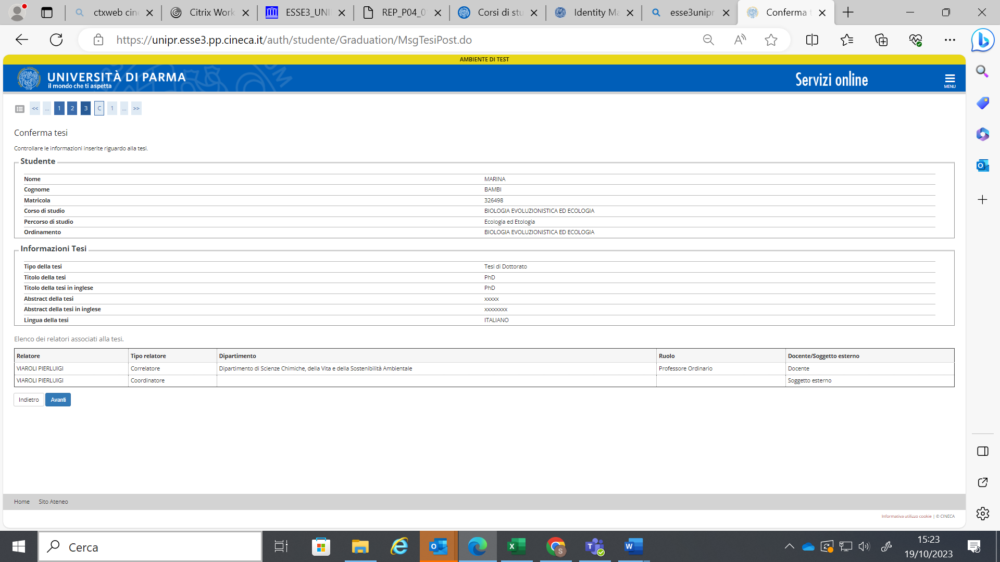 ctxweb cin
Citrix Work
ESSE3_UNI
REP_P04_0
Corsi di stu
Identity Ma
esse3unipr
Conferma t
https://unipr.esse3.pp.cineca.it/auth/studente/Graduation/MsgTesiPost.do
AMBIENTE DI TEST
UNIVERSITÀ DI PARMA
il mondo che ti aspetta
Servizi online
MENU
<< ... 1 2 3 C 1 ... >>
Conferma tesi
Controllare le informazioni inserite riguardo alla tesi.
Studente
Nome MARINA
Cognome BAMBI
Matricola 326498
Corso di studio BIOLOGIA EVOLUZIONISTICA ED ECOLOGIA
Percorso di studio Ecologia ed Etologia
Ordinamento BIOLOGIA EVOLUZIONISTICA ED ECOLOGIA
Informazioni Tesi
Tipo della tesi Tesi di Dottorato
Titolo della tesi PhD
Titolo della tesi in inglese PhD
Abstract della tesi xxxxx
Abstract della tesi in inglese xxxxxxxx
Lingua della tesi ITALIANO
Elenco dei relatori associati alla tesi.
Relatore Tipo relatore Dipartimento Ruolo Docente/Soggetto esterno
VIAROLI PIERLUIGI Correlatore Dipartimento di Scienze Chimiche, della Vita e della Sostenibilità Ambientale Professore Ordinario Docente
VIAROLI PIERLUIGI Coordinatore Soggetto esterno
Indietro Avanti
Home Sito Ateneo
Informativa utilizzo cookie | © CINECA
Cerca
15:23
19/10/2023